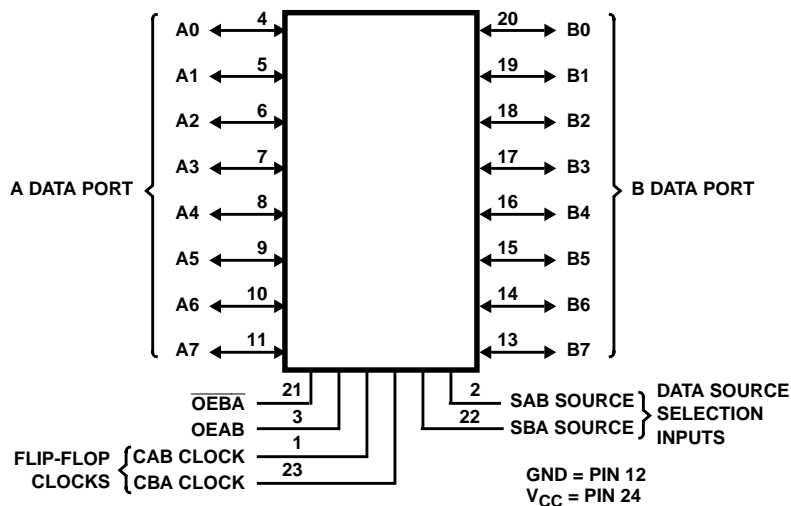 A0 4 20 B0
A1 5 19 B1
A2 6 18 B2
A3 7 17 B3
A DATA PORT B DATA PORT
A4 8 16 B4
A5 9 15 B5
A6 10 14 B6
A7 11 13 B7
OEBA 21 2 SAB SOURCE DATA SOURCE
OEAB 3 22 SBA SOURCE SELECTION
INPUTS
FLIP-FLOP CAB CLOCK 1
CLOCKS CBA CLOCK 23
GND = PIN 12
VCC = PIN 24